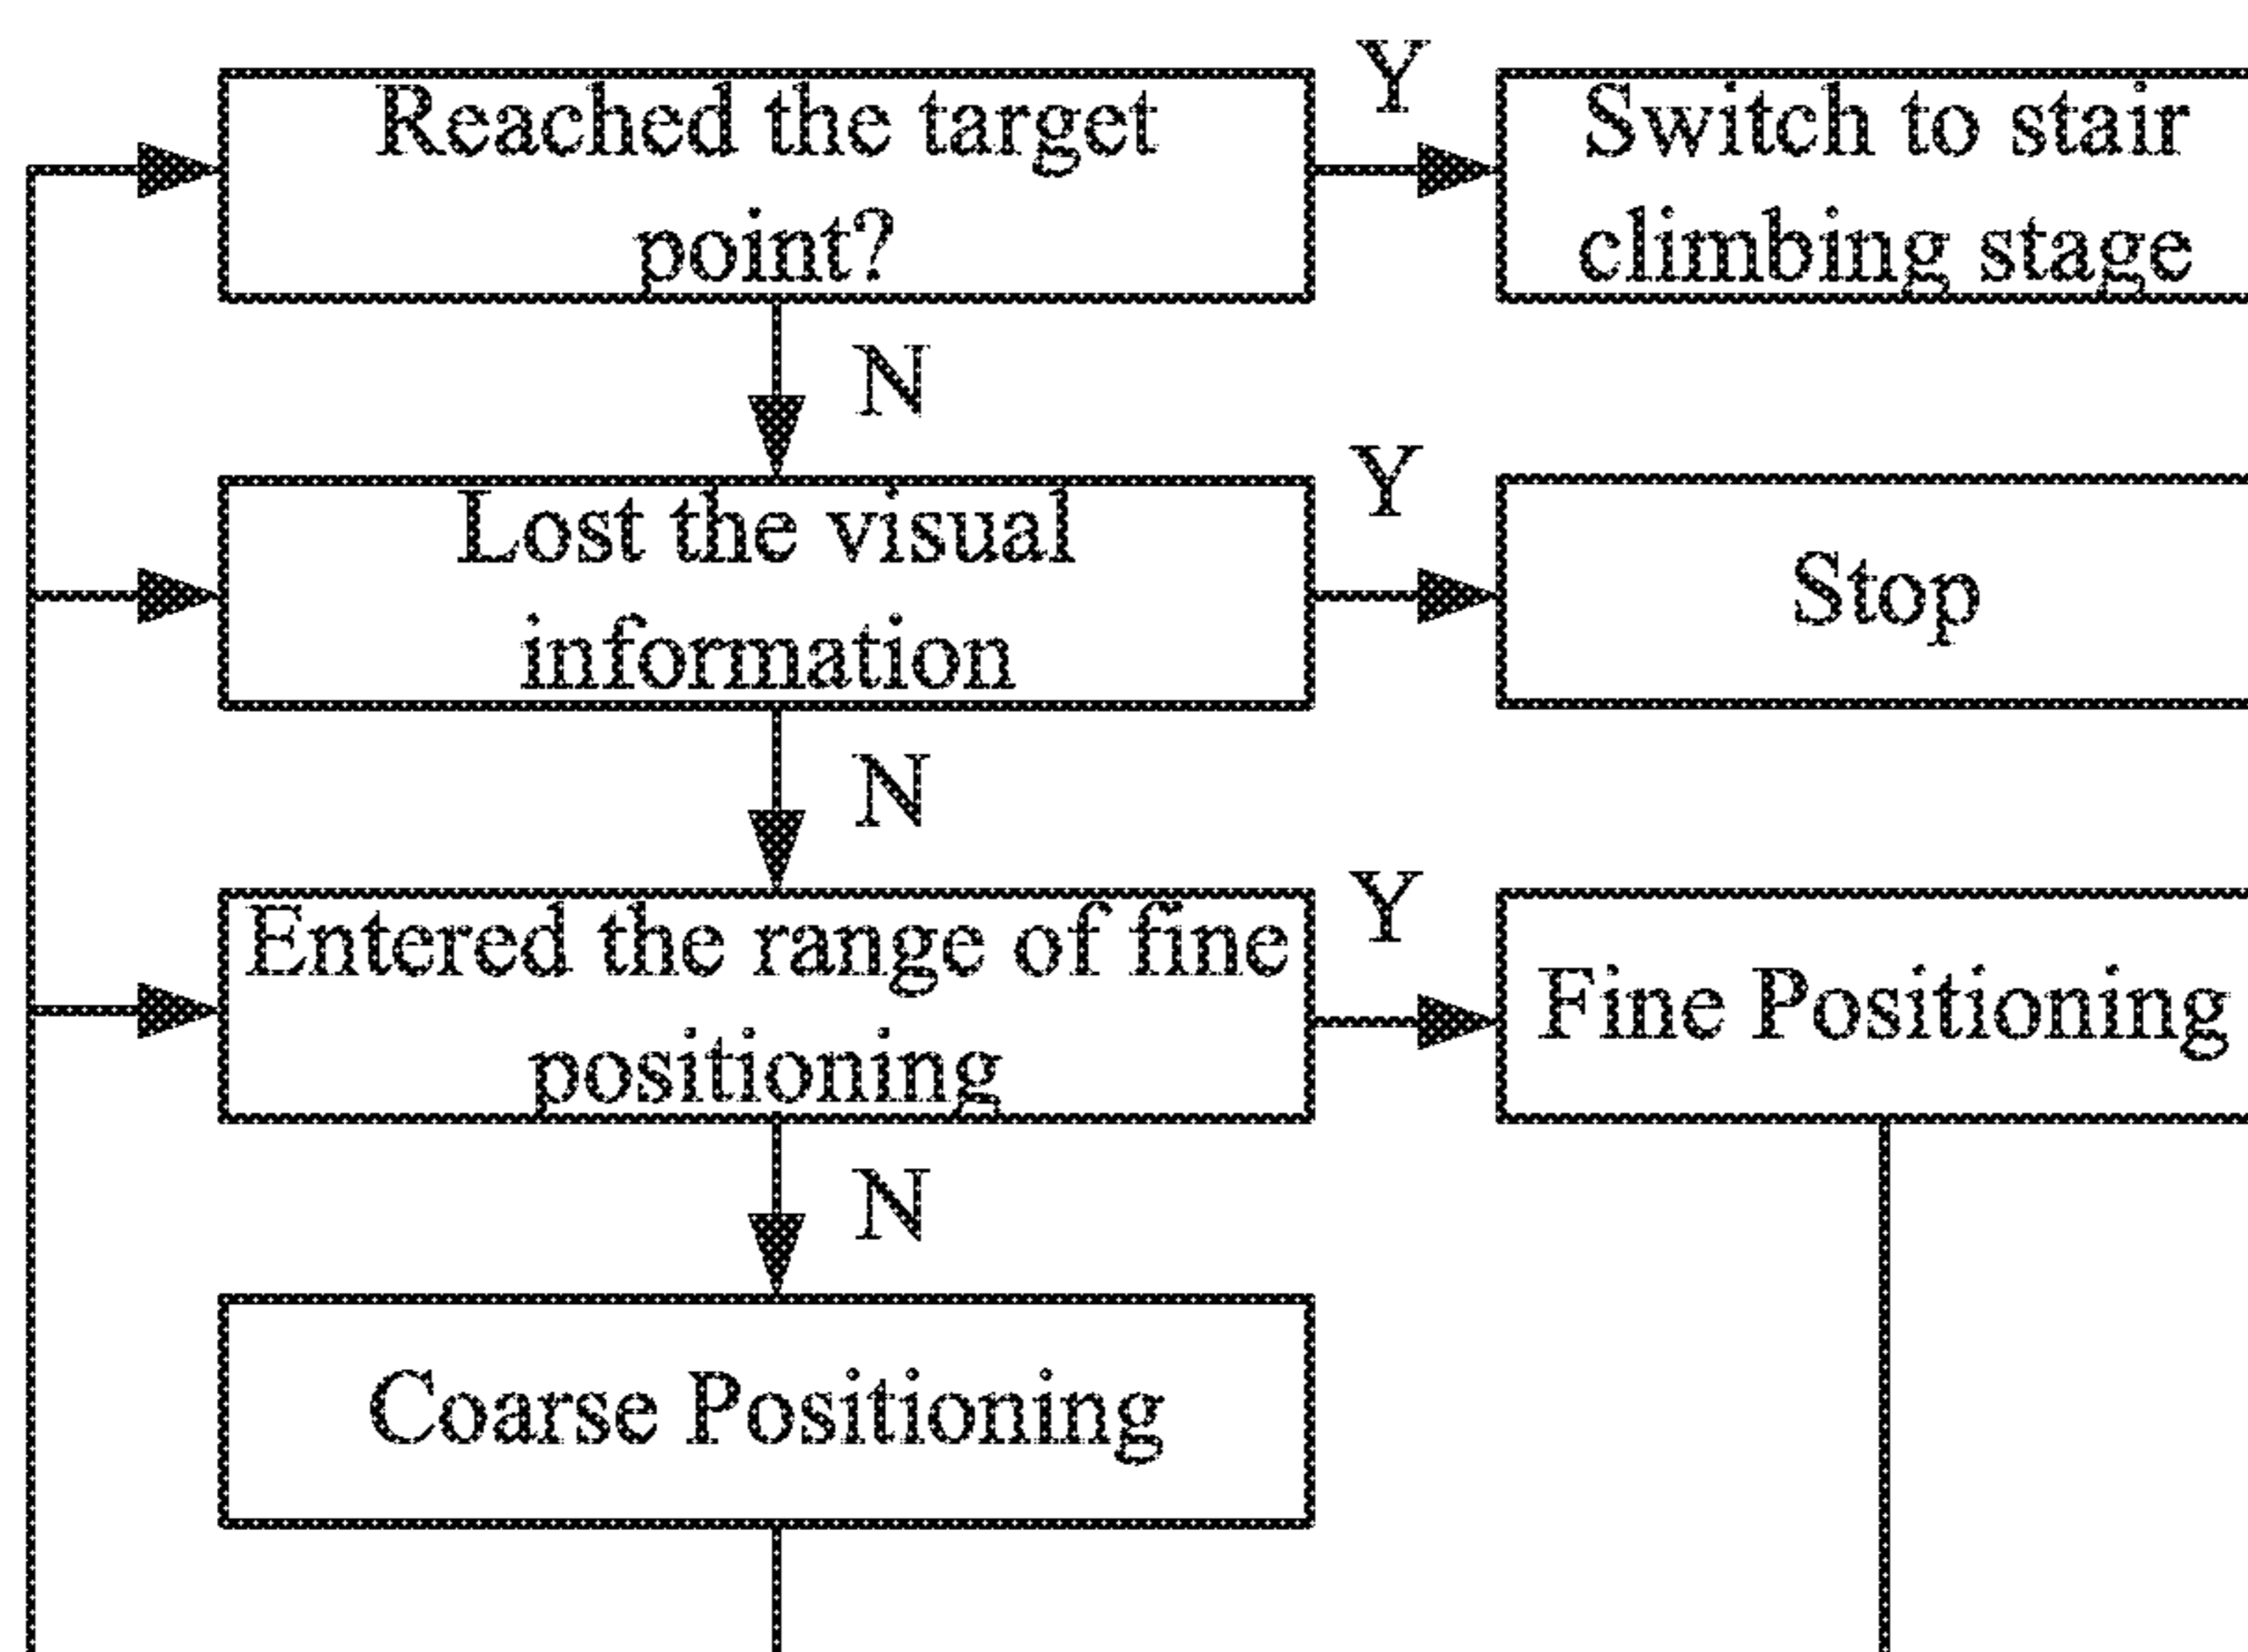 Reached the target
point?
Y
Switch to stair
climbing stage
N
Lost the visual
information
Y
Stop
N
Entered the range of fine
positioning
Y
Fine Positioning
N
Coarse Positioning